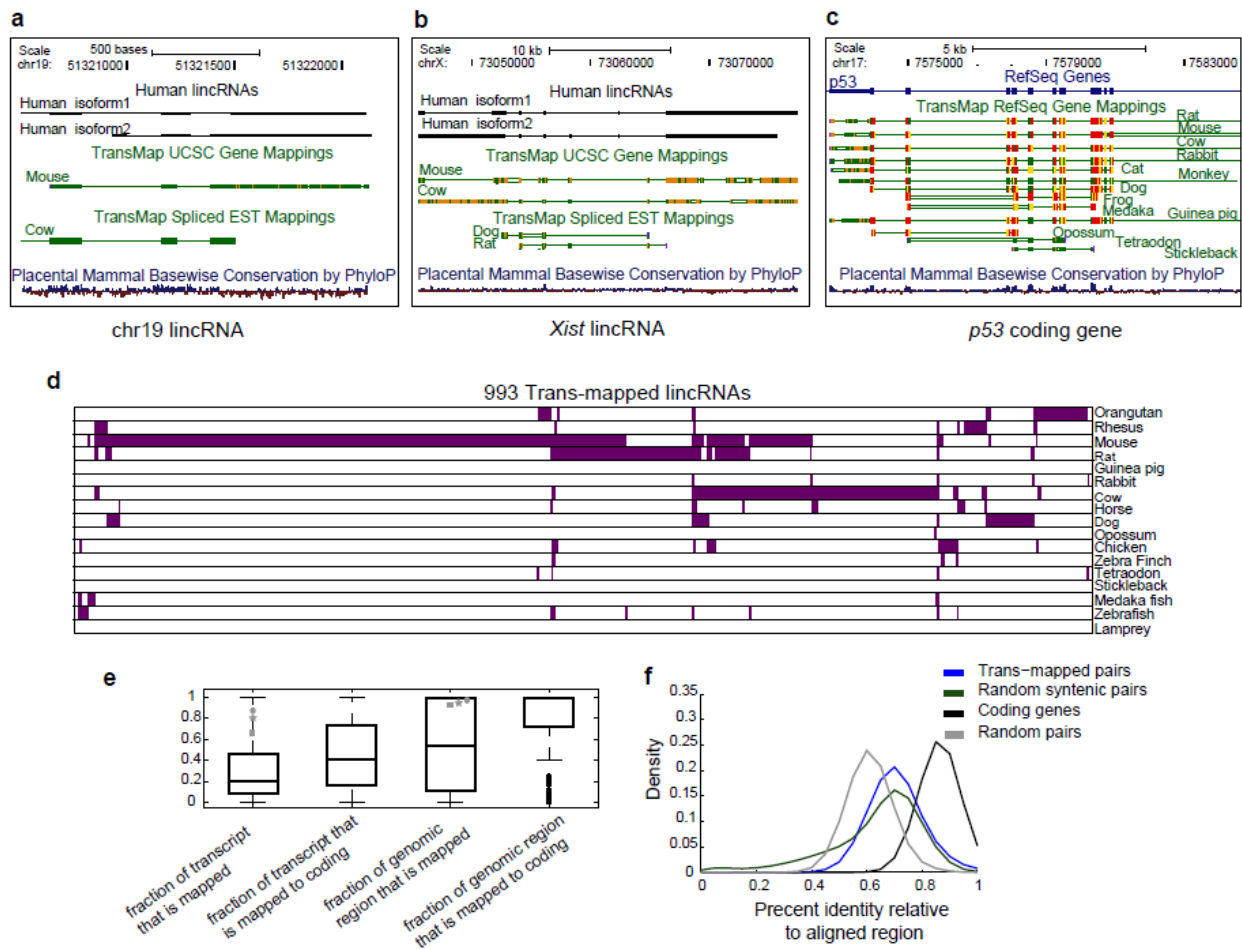 a
Scale
500 bases
chr19:
51321000
51321500
51322000
Human lincRNAs
Human isoform1
Human isoform2
TransMap UCSC Gene Mappings
Mouse
TransMap Spliced EST Mappings
Cow
Placental Mammal Basewise Conservation by PhyloP
chr19 lincRNA
b
Scale
10 kb
chrX:
73050000
73060000
73070000
Human lincRNAs
Human isoform1
Human isoform2
TransMap UCSC Gene Mappings
Mouse
Cow
TransMap Spliced EST Mappings
Dog
Rat
Placental Mammal Basewise Conservation by PhyloP
Xist lincRNA
c
Scale
5 kb
chr17:
7575000
7579000
7583000
p53
RefSeq Genes
TransMap RefSeq Gene Mappings
Rat
Mouse
Cow
Rabbit
Cat
Monkey
Dog
Frog
Medaka
Guinea pig
Opossum
Tetraodon
Stickleback
Placental Mammal Basewise Conservation by PhyloP
p53 coding gene
d
993 Trans-mapped lincRNAs
Orangutan
Rhesus
Mouse
Rat
Guinea pig
Rabbit
Cow
Horse
Dog
Opossum
Chicken
Zebra Finch
Tetraodon
Stickleback
Medaka fish
Zebrafish
Lamprey
e
1
0.8
0.6
0.4
0.2
0
fraction of transcript
that is mapped
fraction of transcript that
is mapped to coding
fraction of genomic
region that is mapped
fraction of genomic region
that is mapped to coding
f
Trans-mapped pairs
Random syntenic pairs
Coding genes
Random pairs
0.35
0.3
0.25
0.2
0.15
0.1
0.05
0
Density
0
0.2
0.4
0.6
0.8
1
Precent identity relative
to aligned region